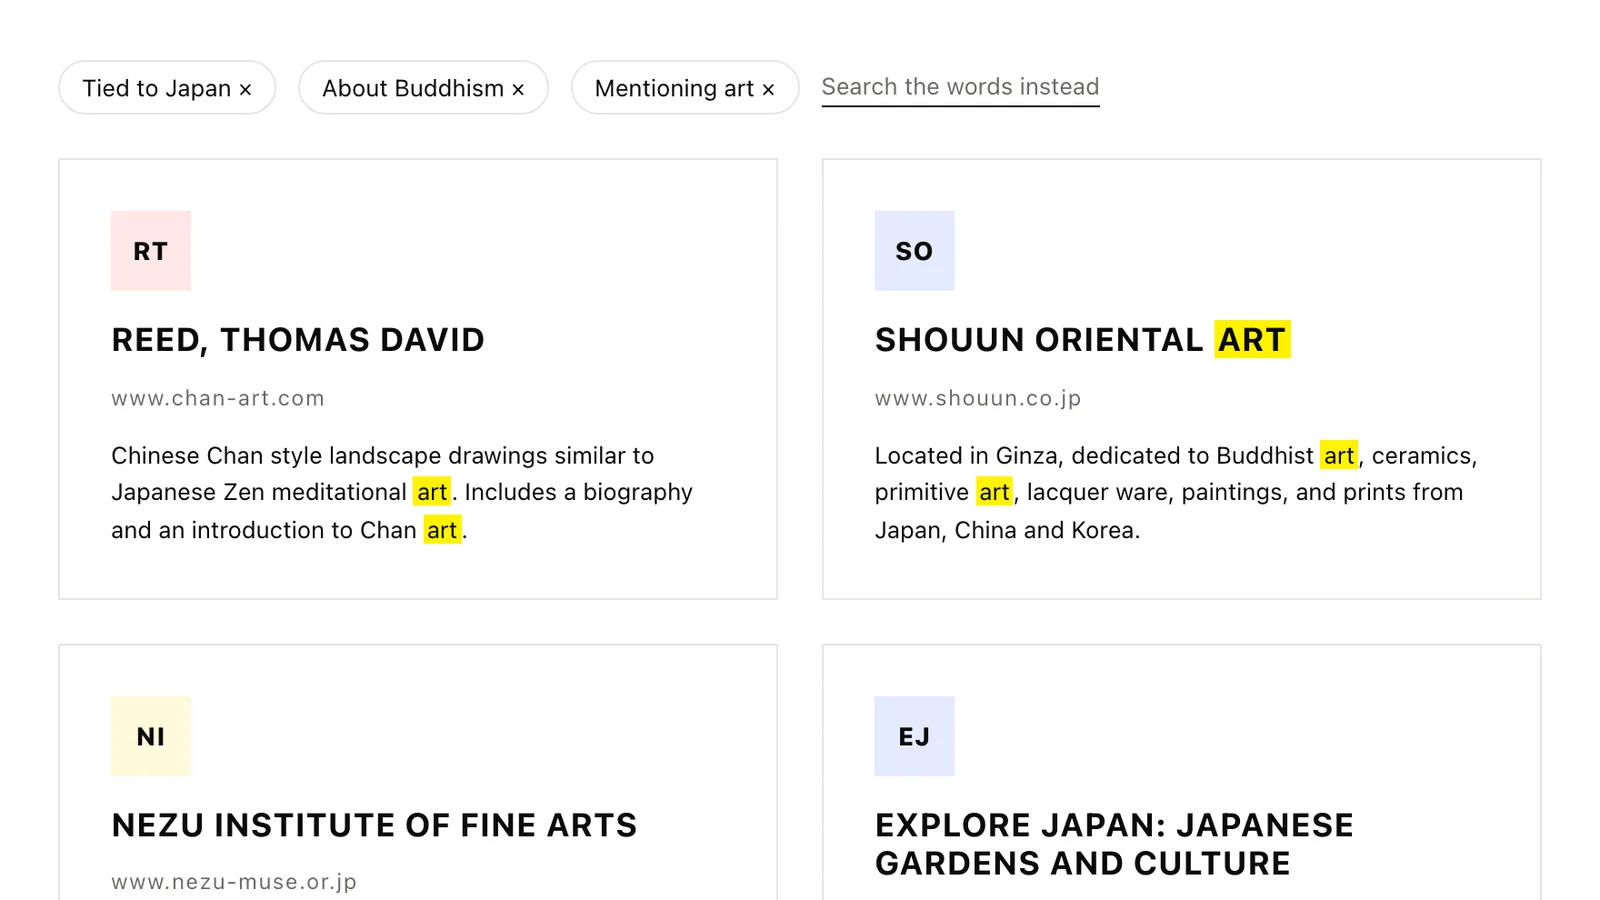 Tied to Japan ×
About Buddhism ×
Mentioning art ×
Search the words instead
RT
REED, THOMAS DAVID
www.chan-art.com
Chinese Chan style landscape drawings similar to
Japanese Zen meditational art. Includes a biography
and an introduction to Chan art.
SO
SHOUUN ORIENTAL ART
www.shouun.co.jp
Located in Ginza, dedicated to Buddhist art, ceramics,
primitive art, lacquer ware, paintings, and prints from
Japan, China and Korea.
NI
NEZU INSTITUTE OF FINE ARTS
www.nezu-muse.or.jp
EJ
EXPLORE JAPAN: JAPANESE
GARDENS AND CULTURE